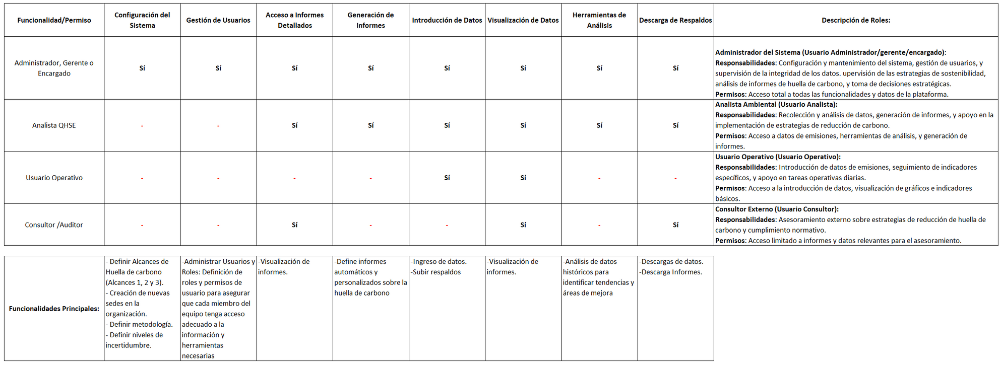 Funcionalidad/Permiso
Configuración del
Sistema
Gestión de Usuarios
Acceso a Informes
Detallados
Generación de
Informes
Introducción de Datos
Visualización de Datos
Herramientas de
Análisis
Descarga de Respaldos
Descripción de Roles:
Administrador, Gerente o
Encargado
Sí
Sí
Sí
Sí
Sí
Sí
Sí
Sí
Administrador del Sistema (Usuario Administrador/gerente/encargado):
Responsabilidades: Configuración y mantenimiento del sistema, gestión de usuarios, y
supervisión de la integridad de los datos. upervisión de las estrategias de sostenibilidad,
análisis de informes de huella de carbono, y toma de decisiones estratégicas.
Permisos: Acceso total a todas las funcionalidades y datos de la plataforma.
Analista QHSE
-
-
Sí
Sí
Sí
Sí
Sí
Sí
Analista Ambiental (Usuario Analista):
Responsabilidades: Recolección y análisis de datos, generación de informes, y apoyo en la
implementación de estrategias de reducción de carbono.
Permisos: Acceso a datos de emisiones, herramientas de análisis, y generación de
informes.
Usuario Operativo
-
-
-
-
Sí
Sí
-
-
Usuario Operativo (Usuario Operativo):
Responsabilidades: Introducción de datos de emisiones, seguimiento de indicadores
específicos, y apoyo en tareas operativas diarias.
Permisos: Acceso a la introducción de datos, visualización de gráficos e indicadores
básicos.
Consultor /Auditor
-
-
Sí
-
-
Sí
-
Sí
Consultor Externo (Usuario Consultor):
Responsabilidades: Asesoramiento externo sobre estrategias de reducción de huella de
carbono y cumplimiento normativo.
Permisos: Acceso limitado a informes y datos relevantes para el asesoramiento.
Funcionalidades Principales:
- Definir Alcances de
Huella de carbono
(Alcances 1, 2 y 3).
- Creación de nuevas
sedes en la
organización.
- Definir metodología.
- Definir niveles de
incertidumbre.
-Administrar Usuarios y
Roles: Definición de
roles y permisos de
usuario para asegurar
que cada miembro del
equipo tenga acceso
adecuado a la
información y
herramientas
necesarias
-Visualización de
informes.
-Define informes
automáticos y
personalizados sobre la
huella de carbono
-Ingreso de datos.
-Subir respaldos
-Visualización de
informes.
-Análisis de datos
históricos para
identificar tendencias y
áreas de mejora
-Descargas de datos.
-Descarga Informes.